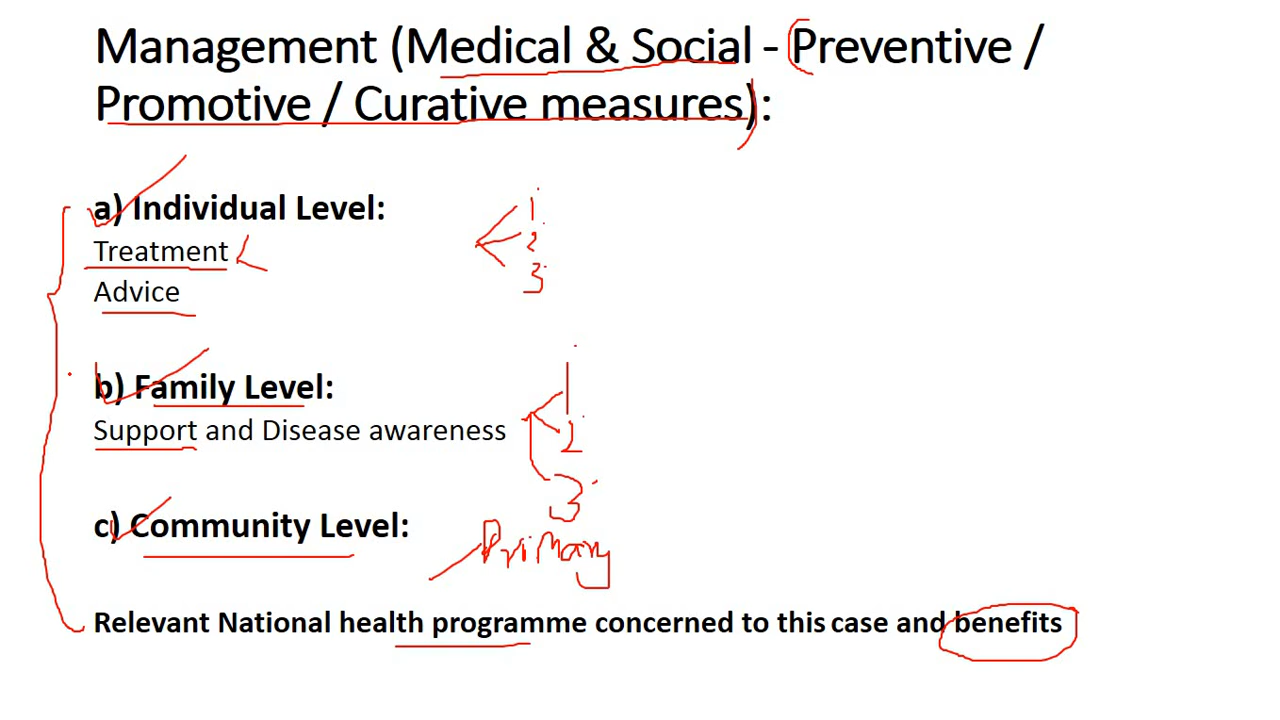 Management (Medical & Social - Preventive /
Promotive / Curative measures):
a) Individual Level:
1
Treatment
2
Advice
3
b) Family Level:
1
Support and Disease awareness
2
3
c) Community Level:
Primary
Relevant National health programme concerned to this case and benefits